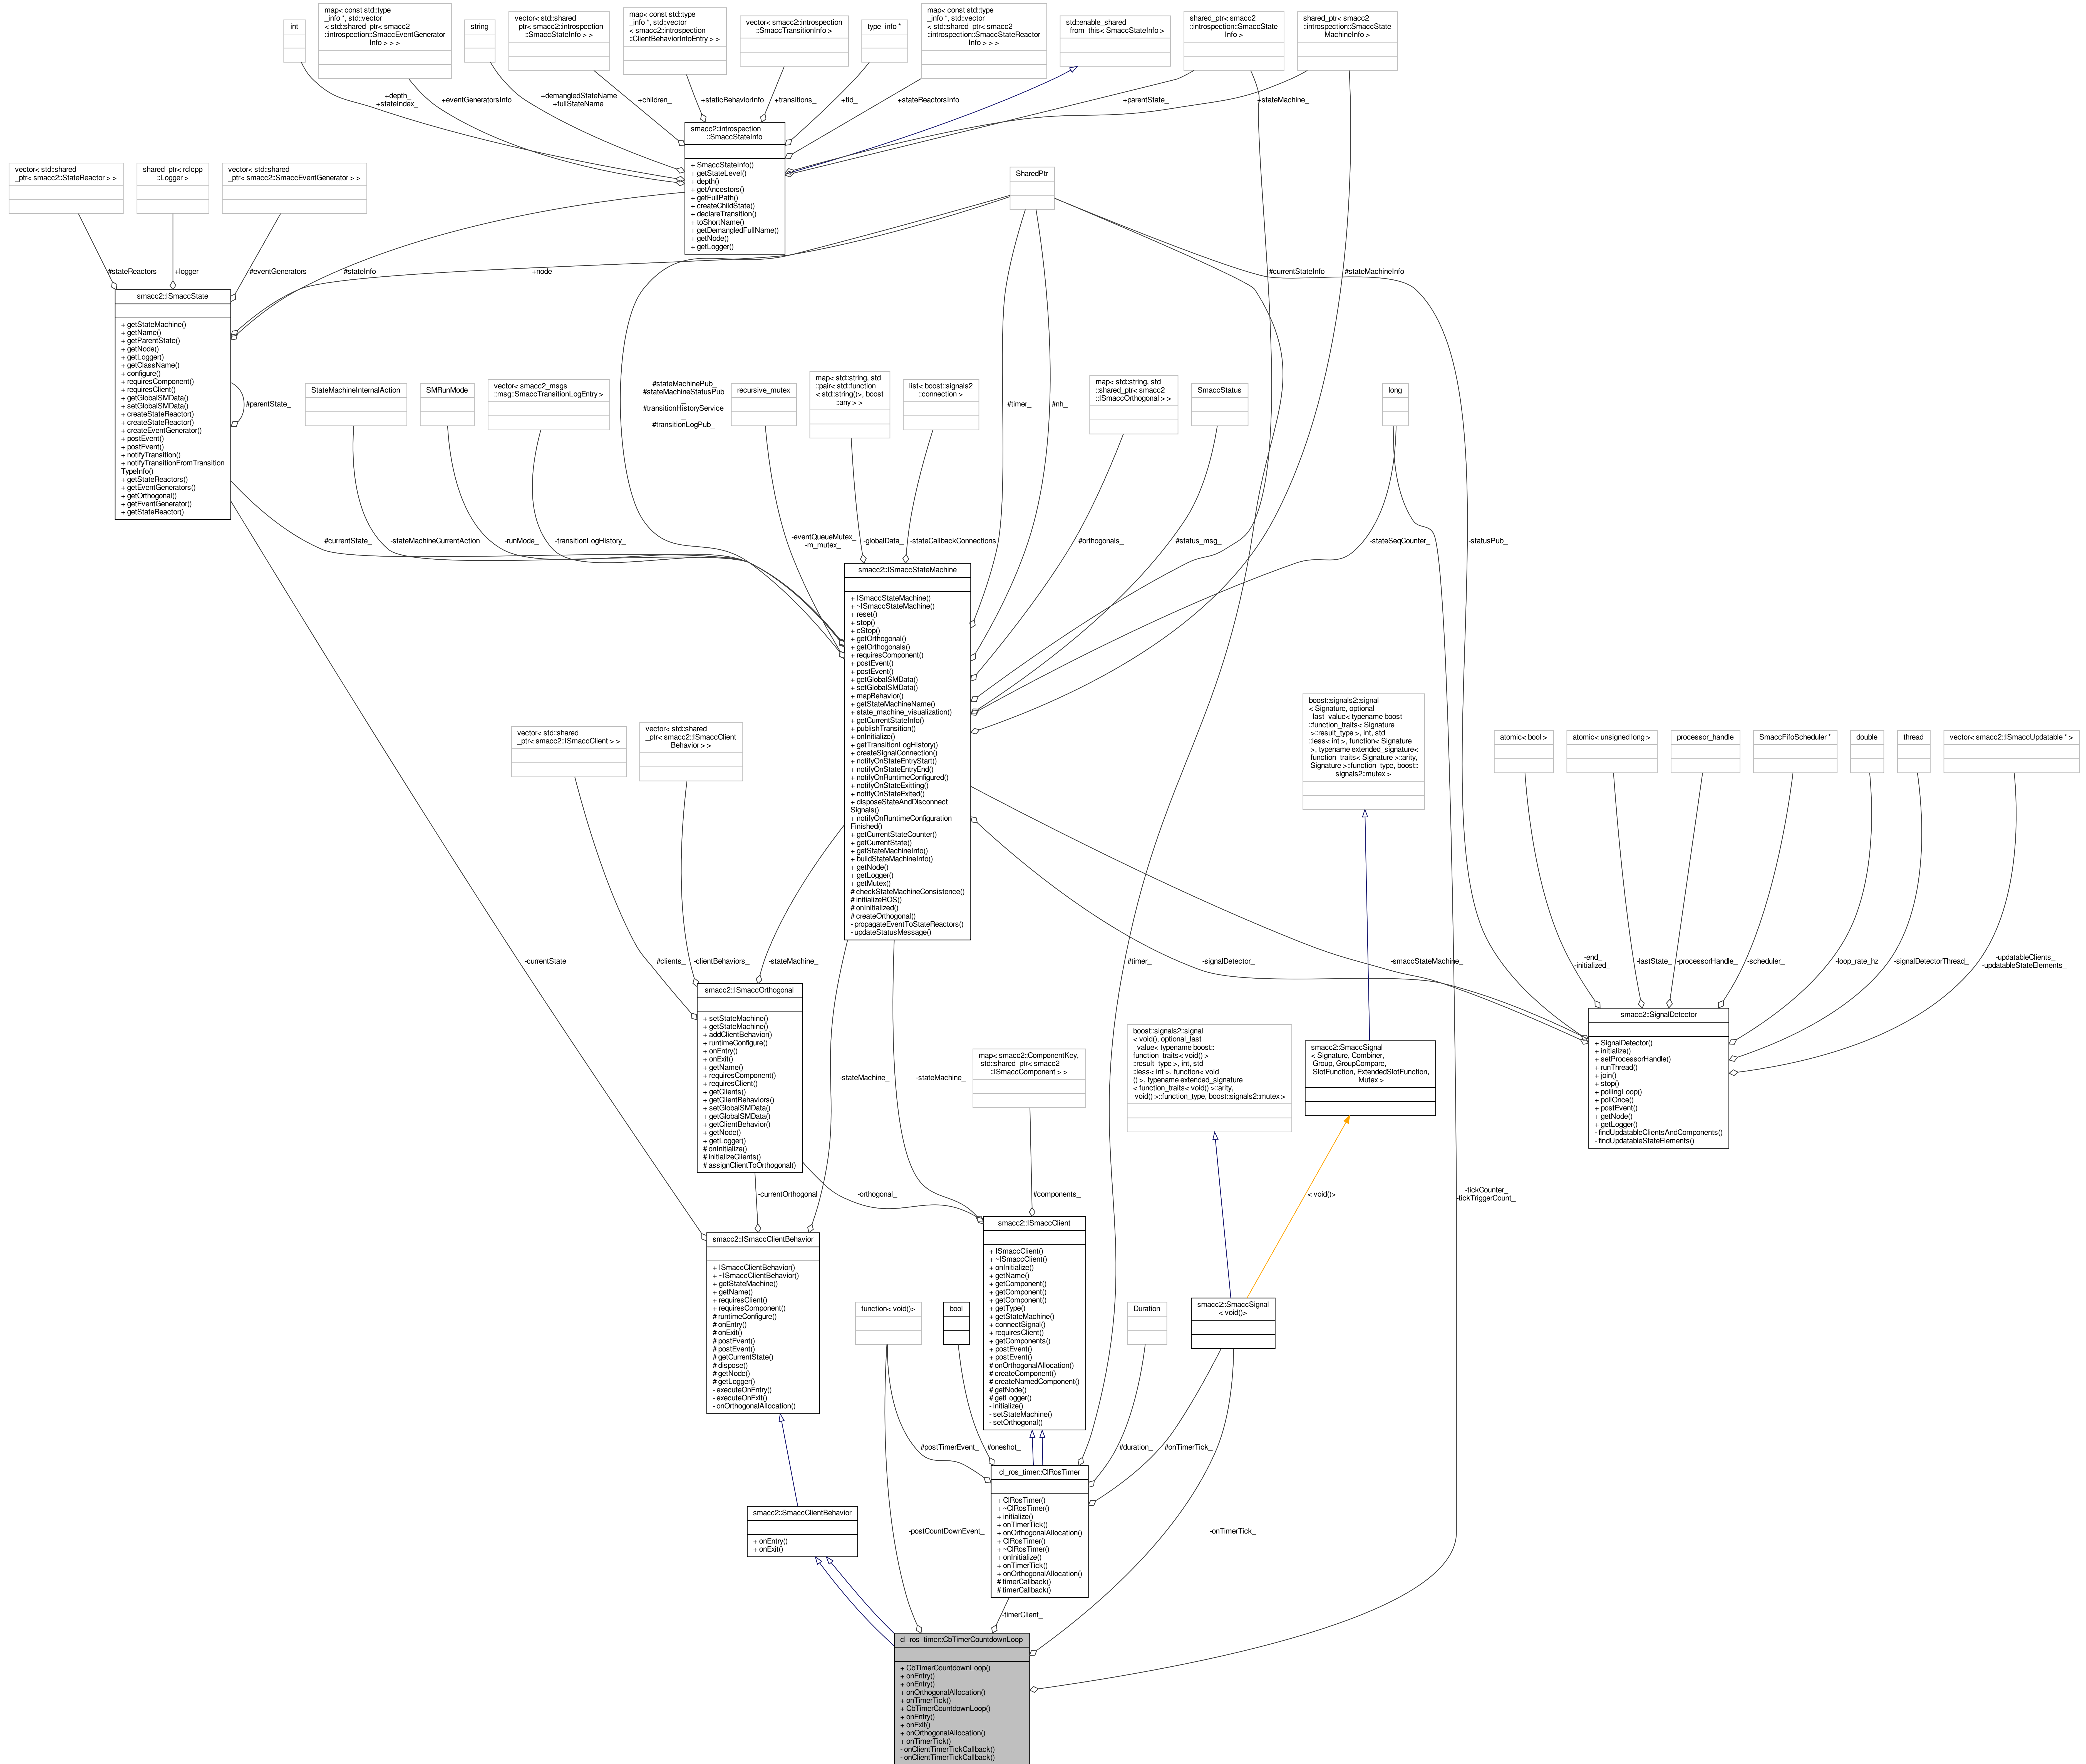 int
map< const std::type
_info *, std::vector
< std::shared_ptr< smacc2
::introspection::SmaccEventGenerator
Info > > >
string
vector< std::shared
_ptr< smacc2::introspection
::SmaccStateInfo > >
map< const std::type
_info *, std::vector
< smacc2::introspection
::ClientBehaviorInfoEntry > >
vector< smacc2::introspection
::SmaccTransitionInfo >
type_info *
map< const std::type
_info *, std::vector
< std::shared_ptr< smacc2
::introspection::SmaccStateReactor
Info > > >
std::enable_shared
_from_this< SmaccStateInfo >
shared_ptr< smacc2
::introspection::SmaccState
Info >
shared_ptr< smacc2
::introspection::SmaccState
MachineInfo >
+depth_
+stateIndex_
+eventGeneratorsInfo
+demangledStateName
+fullStateName
+children_
+staticBehaviorInfo
+transitions_
+tid_
+stateReactorsInfo
+parentState_
+stateMachine_
smacc2::introspection
::SmaccStateInfo
+ SmaccStateInfo()
+ getStateLevel()
+ depth()
+ getAncestors()
+ getFullPath()
+ createChildState()
+ declareTransition()
+ toShortName()
+ getDemangledFullName()
+ getNode()
+ getLogger()
vector< std::shared
_ptr< smacc2::StateReactor > >
shared_ptr< rclcpp
::Logger >
vector< std::shared
_ptr< smacc2::SmaccEventGenerator > >
SharedPtr
#stateReactors_
+logger_
#eventGenerators_
#stateInfo_
+node_
#currentStateInfo_
#stateMachineInfo_
smacc2::ISmaccState
+ getStateMachine()
+ getName()
+ getParentState()
+ getNode()
+ getLogger()
+ getClassName()
+ configure()
+ requiresComponent()
+ requiresClient()
+ getGlobalSMData()
+ setGlobalSMData()
+ createStateReactor()
+ createStateReactor()
+ createEventGenerator()
+ postEvent()
+ postEvent()
+ notifyTransition()
+ notifyTransitionFromTransition
TypeInfo()
+ getStateReactors()
+ getEventGenerators()
+ getOrthogonal()
+ getEventGenerator()
+ getStateReactor()
#parentState_
StateMachineInternalAction
SMRunMode
vector< smacc2_msgs
::msg::SmaccTransitionLogEntry >
#stateMachinePub_
#stateMachineStatusPub
_
#transitionHistoryService
_
#transitionLogPub_
recursive_mutex
map< std::string, std
::pair< std::function
< std::string()>, boost
::any > >
list< boost::signals2
::connection >
#timer_
#nh_
map< std::string, std
::shared_ptr< smacc2
::ISmaccOrthogonal > >
SmaccStatus
long
#currentState_
-stateMachineCurrentAction
-runMode_
-transitionLogHistory_
-eventQueueMutex_
-m_mutex_
-globalData_
-stateCallbackConnections
#orthogonals_
#status_msg_
-stateSeqCounter_
-statusPub_
smacc2::ISmaccStateMachine
+ ISmaccStateMachine()
+ ~ISmaccStateMachine()
+ reset()
+ stop()
+ eStop()
+ getOrthogonal()
+ getOrthogonals()
+ requiresComponent()
+ postEvent()
+ postEvent()
+ getGlobalSMData()
+ setGlobalSMData()
+ mapBehavior()
+ getStateMachineName()
+ state_machine_visualization()
+ getCurrentStateInfo()
+ publishTransition()
+ onInitialize()
+ getTransitionLogHistory()
+ createSignalConnection()
+ notifyOnStateEntryStart()
+ notifyOnStateEntryEnd()
+ notifyOnRuntimeConfigured()
+ notifyOnStateExitting()
+ notifyOnStateExited()
+ disposeStateAndDisconnect
Signals()
+ notifyOnRuntimeConfiguration
Finished()
+ getCurrentStateCounter()
+ getCurrentState()
+ getStateMachineInfo()
+ buildStateMachineInfo()
+ getNode()
+ getLogger()
+ getMutex()
# checkStateMachineConsistence()
# initializeROS()
# onInitialized()
# createOrthogonal()
- propagateEventToStateReactors()
- updateStatusMessage()
vector< std::shared
_ptr< smacc2::ISmaccClient > >
vector< std::shared
_ptr< smacc2::ISmaccClient
Behavior > >
boost::signals2::signal
< Signature, optional
_last_value< typename boost
::function_traits< Signature
>::result_type >, int, std
::less< int >, function< Signature
>, typename extended_signature<
function_traits< Signature >::arity,
Signature >::function_type, boost::
signals2::mutex >
atomic< bool >
atomic< unsigned long >
processor_handle
SmaccFifoScheduler *
double
thread
vector< smacc2::ISmaccUpdatable * >
-currentState
#clients_
-clientBehaviors_
-stateMachine_
#timer_
-signalDetector_
-smaccStateMachine_
-end_
-initialized_
-lastState_
-processorHandle_
-scheduler_
-loop_rate_hz
-signalDetectorThread_
-updatableClients_
-updatableStateElements_
smacc2::ISmaccOrthogonal
+ setStateMachine()
+ getStateMachine()
+ addClientBehavior()
+ runtimeConfigure()
+ onEntry()
+ onExit()
+ getName()
+ requiresComponent()
+ requiresClient()
+ getClients()
+ getClientBehaviors()
+ setGlobalSMData()
+ getGlobalSMData()
+ getClientBehavior()
+ getNode()
+ getLogger()
# onInitialize()
# initializeClients()
# assignClientToOrthogonal()
smacc2::SignalDetector
+ SignalDetector()
+ initialize()
+ setProcessorHandle()
+ runThread()
+ join()
+ stop()
+ pollingLoop()
+ pollOnce()
+ postEvent()
+ getNode()
+ getLogger()
- findUpdatableClientsAndComponents()
- findUpdatableStateElements()
-stateMachine_
-stateMachine_
map< smacc2::ComponentKey,
std::shared_ptr< smacc2
::ISmaccComponent > >
boost::signals2::signal
< void(), optional_last
_value< typename boost::
function_traits< void() >
::result_type >, int, std
::less< int >, function< void
() >, typename extended_signature
< function_traits< void() >::arity,
void() >::function_type, boost::signals2::mutex >
smacc2::SmaccSignal
< Signature, Combiner,
Group, GroupCompare,
SlotFunction, ExtendedSlotFunction,
Mutex >
-currentOrthogonal
-orthogonal_
#components_
< void()>
-tickCounter_
-tickTriggerCount_
smacc2::ISmaccClientBehavior
+ ISmaccClientBehavior()
+ ~ISmaccClientBehavior()
+ getStateMachine()
+ getName()
+ requiresClient()
+ requiresComponent()
# runtimeConfigure()
# onEntry()
# onExit()
# postEvent()
# postEvent()
# getCurrentState()
# dispose()
# getNode()
# getLogger()
- executeOnEntry()
- executeOnExit()
- onOrthogonalAllocation()
smacc2::ISmaccClient
+ ISmaccClient()
+ ~ISmaccClient()
+ onInitialize()
+ getName()
+ getComponent()
+ getComponent()
+ getComponent()
+ getType()
+ getStateMachine()
+ connectSignal()
+ requiresClient()
+ getComponents()
+ postEvent()
+ postEvent()
# onOrthogonalAllocation()
# createComponent()
# createNamedComponent()
# getNode()
# getLogger()
- initialize()
- setStateMachine()
- setOrthogonal()
function< void()>
bool
Duration
smacc2::SmaccSignal
< void()>
#postTimerEvent_
#oneshot_
#duration_
#onTimerTick_
cl_ros_timer::ClRosTimer
+ ClRosTimer()
+ ~ClRosTimer()
+ initialize()
+ onTimerTick()
+ onOrthogonalAllocation()
+ ClRosTimer()
+ ~ClRosTimer()
+ onInitialize()
+ onTimerTick()
+ onOrthogonalAllocation()
# timerCallback()
# timerCallback()
smacc2::SmaccClientBehavior
+ onEntry()
+ onExit()
-postCountDownEvent_
-onTimerTick_
-timerClient_
cl_ros_timer::CbTimerCountdownLoop
+ CbTimerCountdownLoop()
+ onEntry()
+ onEntry()
+ onOrthogonalAllocation()
+ onTimerTick()
+ CbTimerCountdownLoop()
+ onEntry()
+ onExit()
+ onOrthogonalAllocation()
+ onTimerTick()
- onClientTimerTickCallback()
- onClientTimerTickCallback()